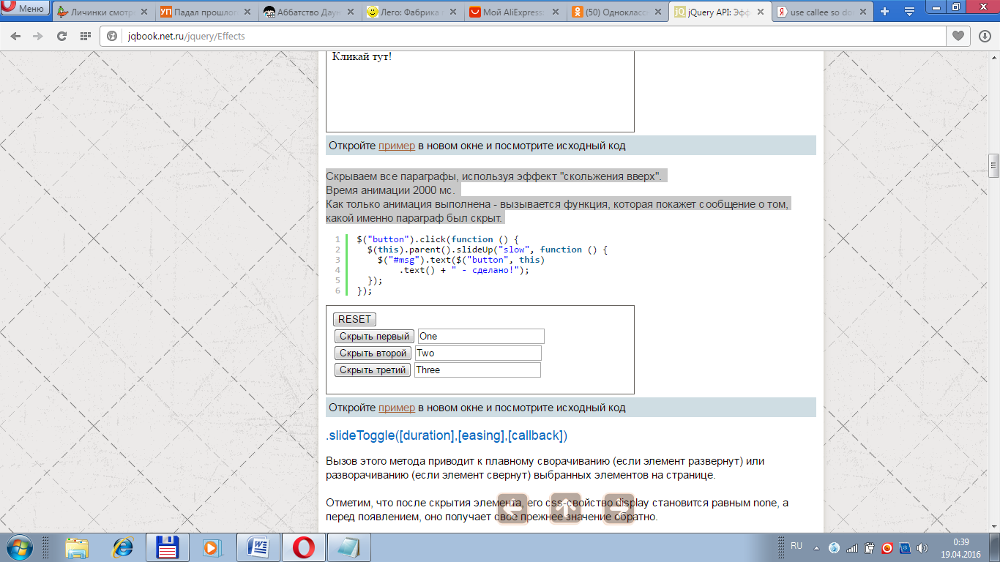 Меню
Личинки смотр
УП Падал прошлог
Аббатство Даун
Лего: Фабрика г
Мой AliExpress:
(50) Одноклассн
jQ jQuery API: Эфф
Я use callee so do
jqbook.net.ru/jquery/Effects
Кликай тут!
Откройте пример в новом окне и посмотрите исходный код
Скрываем все параграфы, используя эффект "скольжения вверх".
Время анимации 2000 мс.
Как только анимация выполнена - вызывается функция, которая покажет сообщение о том,
какой именно параграф был скрыт.
1 $("button").click(function () {
2 $(this).parent().slideUp("slow", function () {
3 $("#msg").text($("button", this)
4 .text() + " - сделано!");
5 });
6 });
RESET
Скрыть первый One
Скрыть второй Two
Скрыть третий Three
Откройте пример в новом окне и посмотрите исходный код
.slideToggle([duration],[easing],[callback])
Вызов этого метода приводит к плавному сворачиванию (если элемент развернут) или
разворачиванию (если элемент свернут) выбранных элементов на странице.
Отметим, что после скрытия элемента, его css-свойство display становится равным none, а
перед появлением, оно получает свое прежнее значение обратно.
RU
0:39
19.04.2016